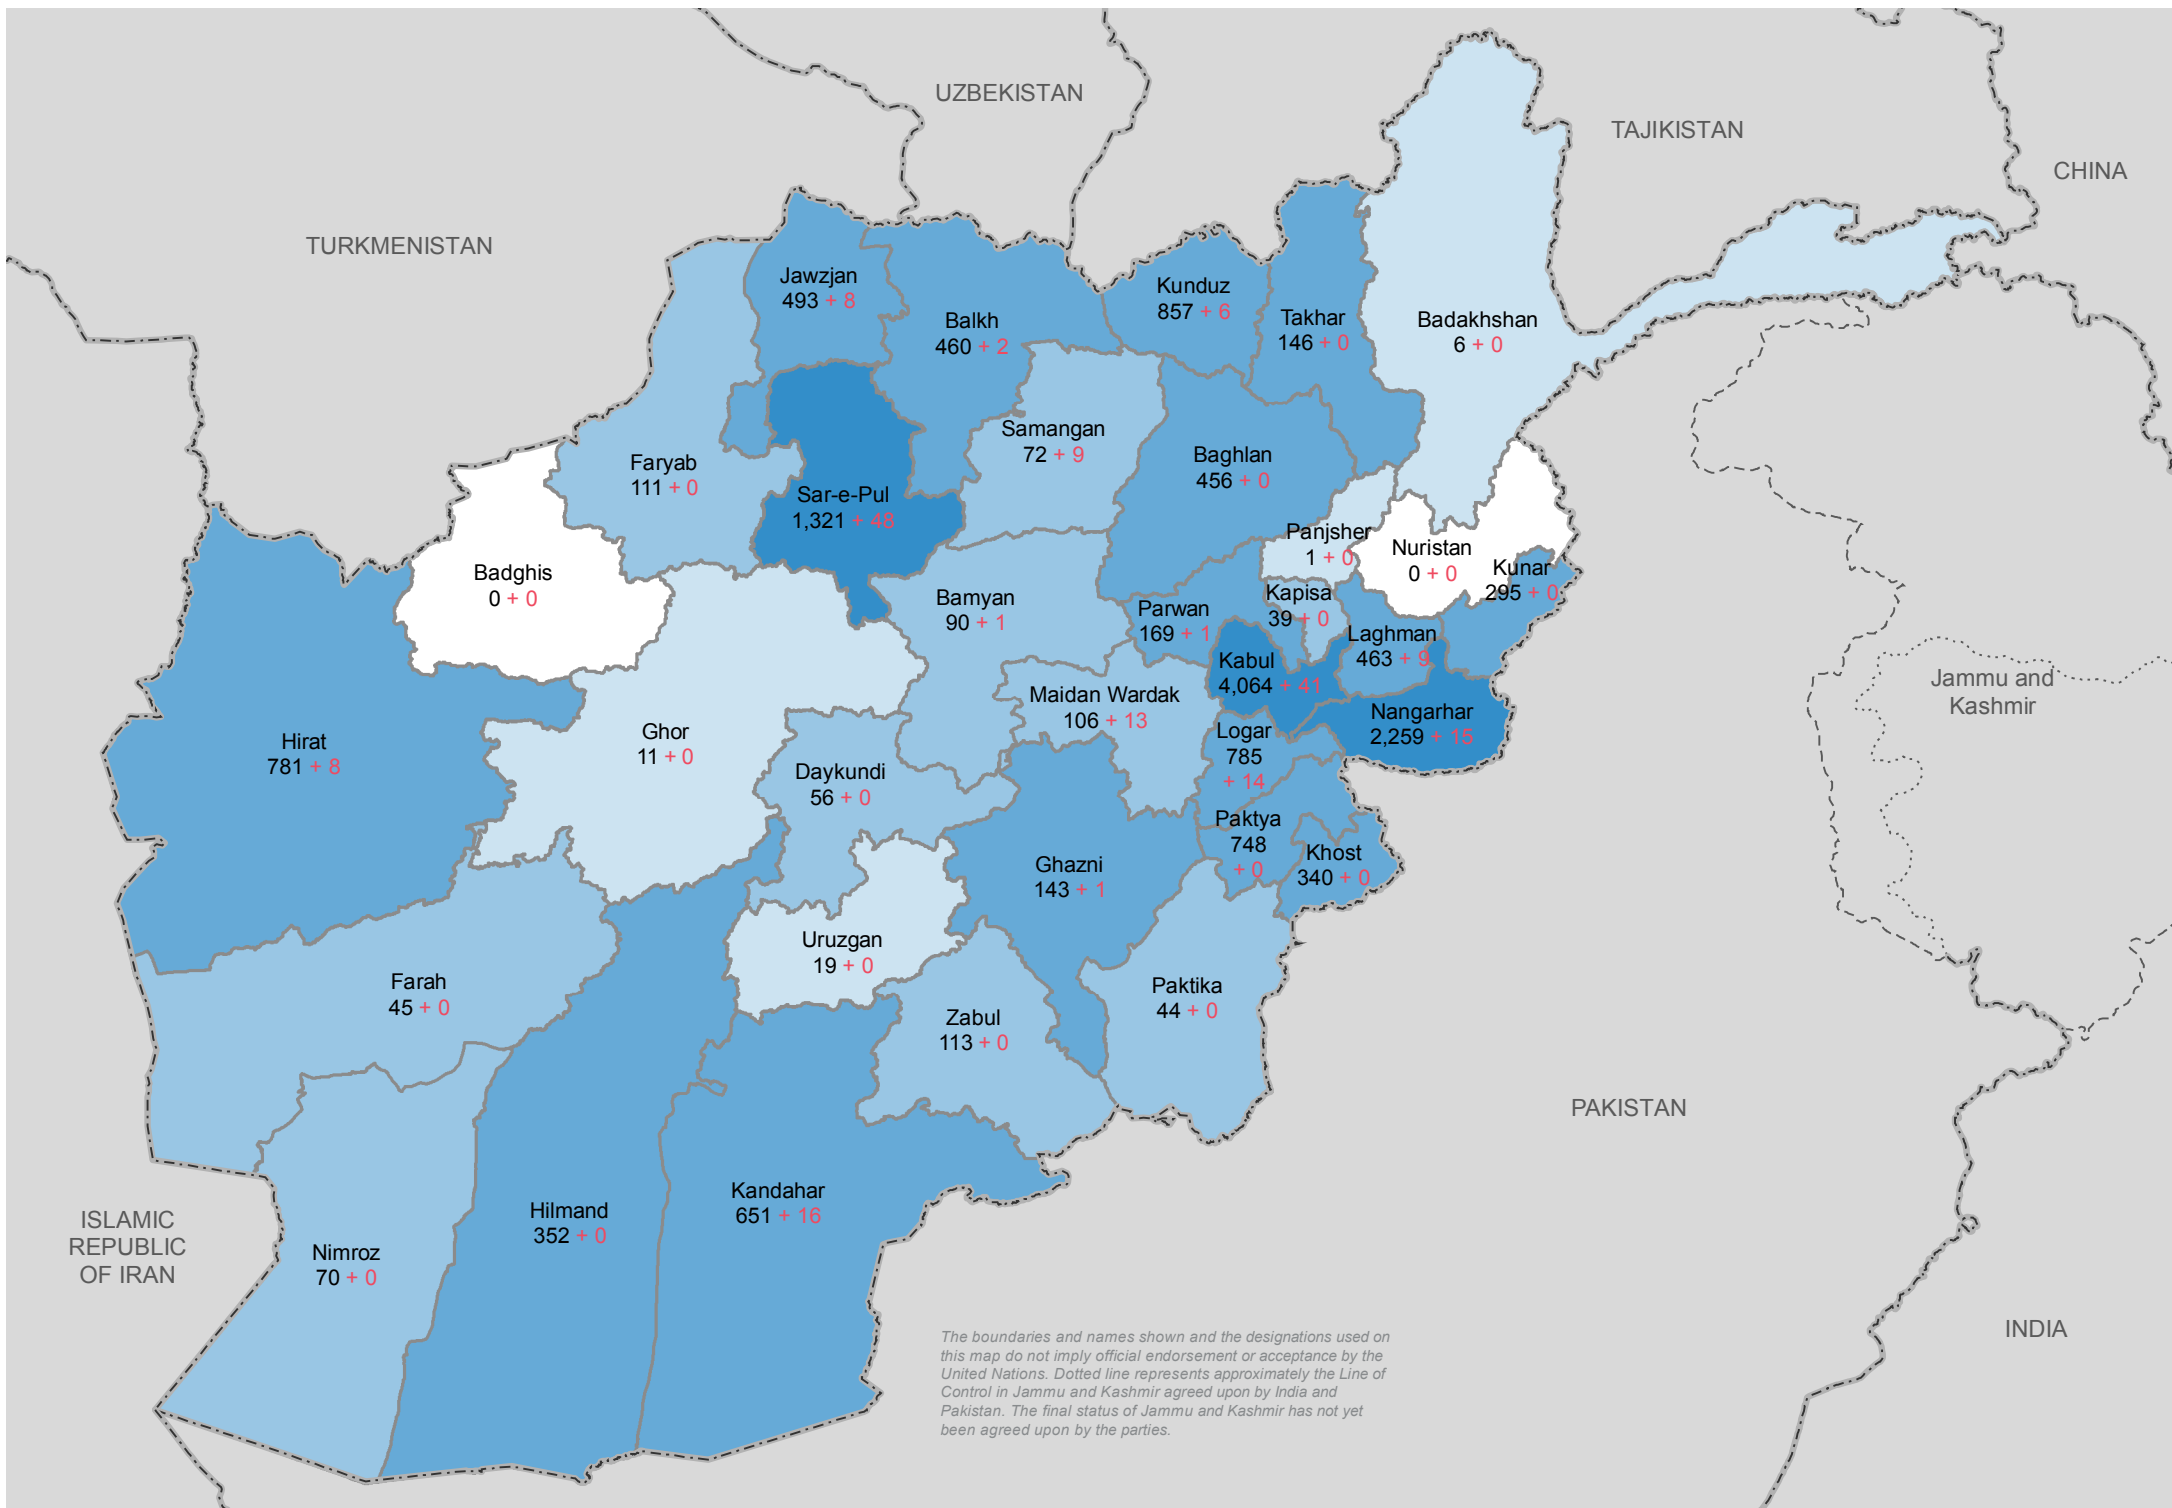 UZBEKISTAN
TAJIKISTAN
CHINA
TURKMENISTAN
Jawzjan
493 + 8
Balkh
460 + 2
Kunduz
857 + 6
Takhar
146 + 0
Badakhshan
6 + 0
Faryab
111 + 0
Samangan
72 + 9
Baghlan
456 + 0
Sar-e-Pul
1,321 + 48
Panjsher
1 + 0
Nuristan
0 + 0
Kunar
295 + 0
Badghis
0 + 0
Bamyan
90 + 1
Parwan
169 + 1
Kapisa
39 + 0
Laghman
463 + 9
Kabul
4,064 + 41
Maidan Wardak
106 + 13
Nangarhar
2,259 + 15
Jammu and
Kashmir
Hirat
781 + 8
Ghor
11 + 0
Logar
785
+ 14
Daykundi
56 + 0
Paktya
748
+ 0
Khost
340 + 0
Ghazni
143 + 1
Uruzgan
19 + 0
Farah
45 + 0
Zabul
113 + 0
Paktika
44 + 0
PAKISTAN
Kandahar
651 + 16
Hilmand
352 + 0
Nimroz
70 + 0
ISLAMIC
REPUBLIC
OF IRAN
INDIA
The boundaries and names shown and the designations used on
this map do not imply official endorsement or acceptance by the
United Nations. Dotted line represents approximately the Line of
Control in Jammu and Kashmir agreed upon by India and
Pakistan. The final status of Jammu and Kashmir has not yet
been agreed upon by the parties.